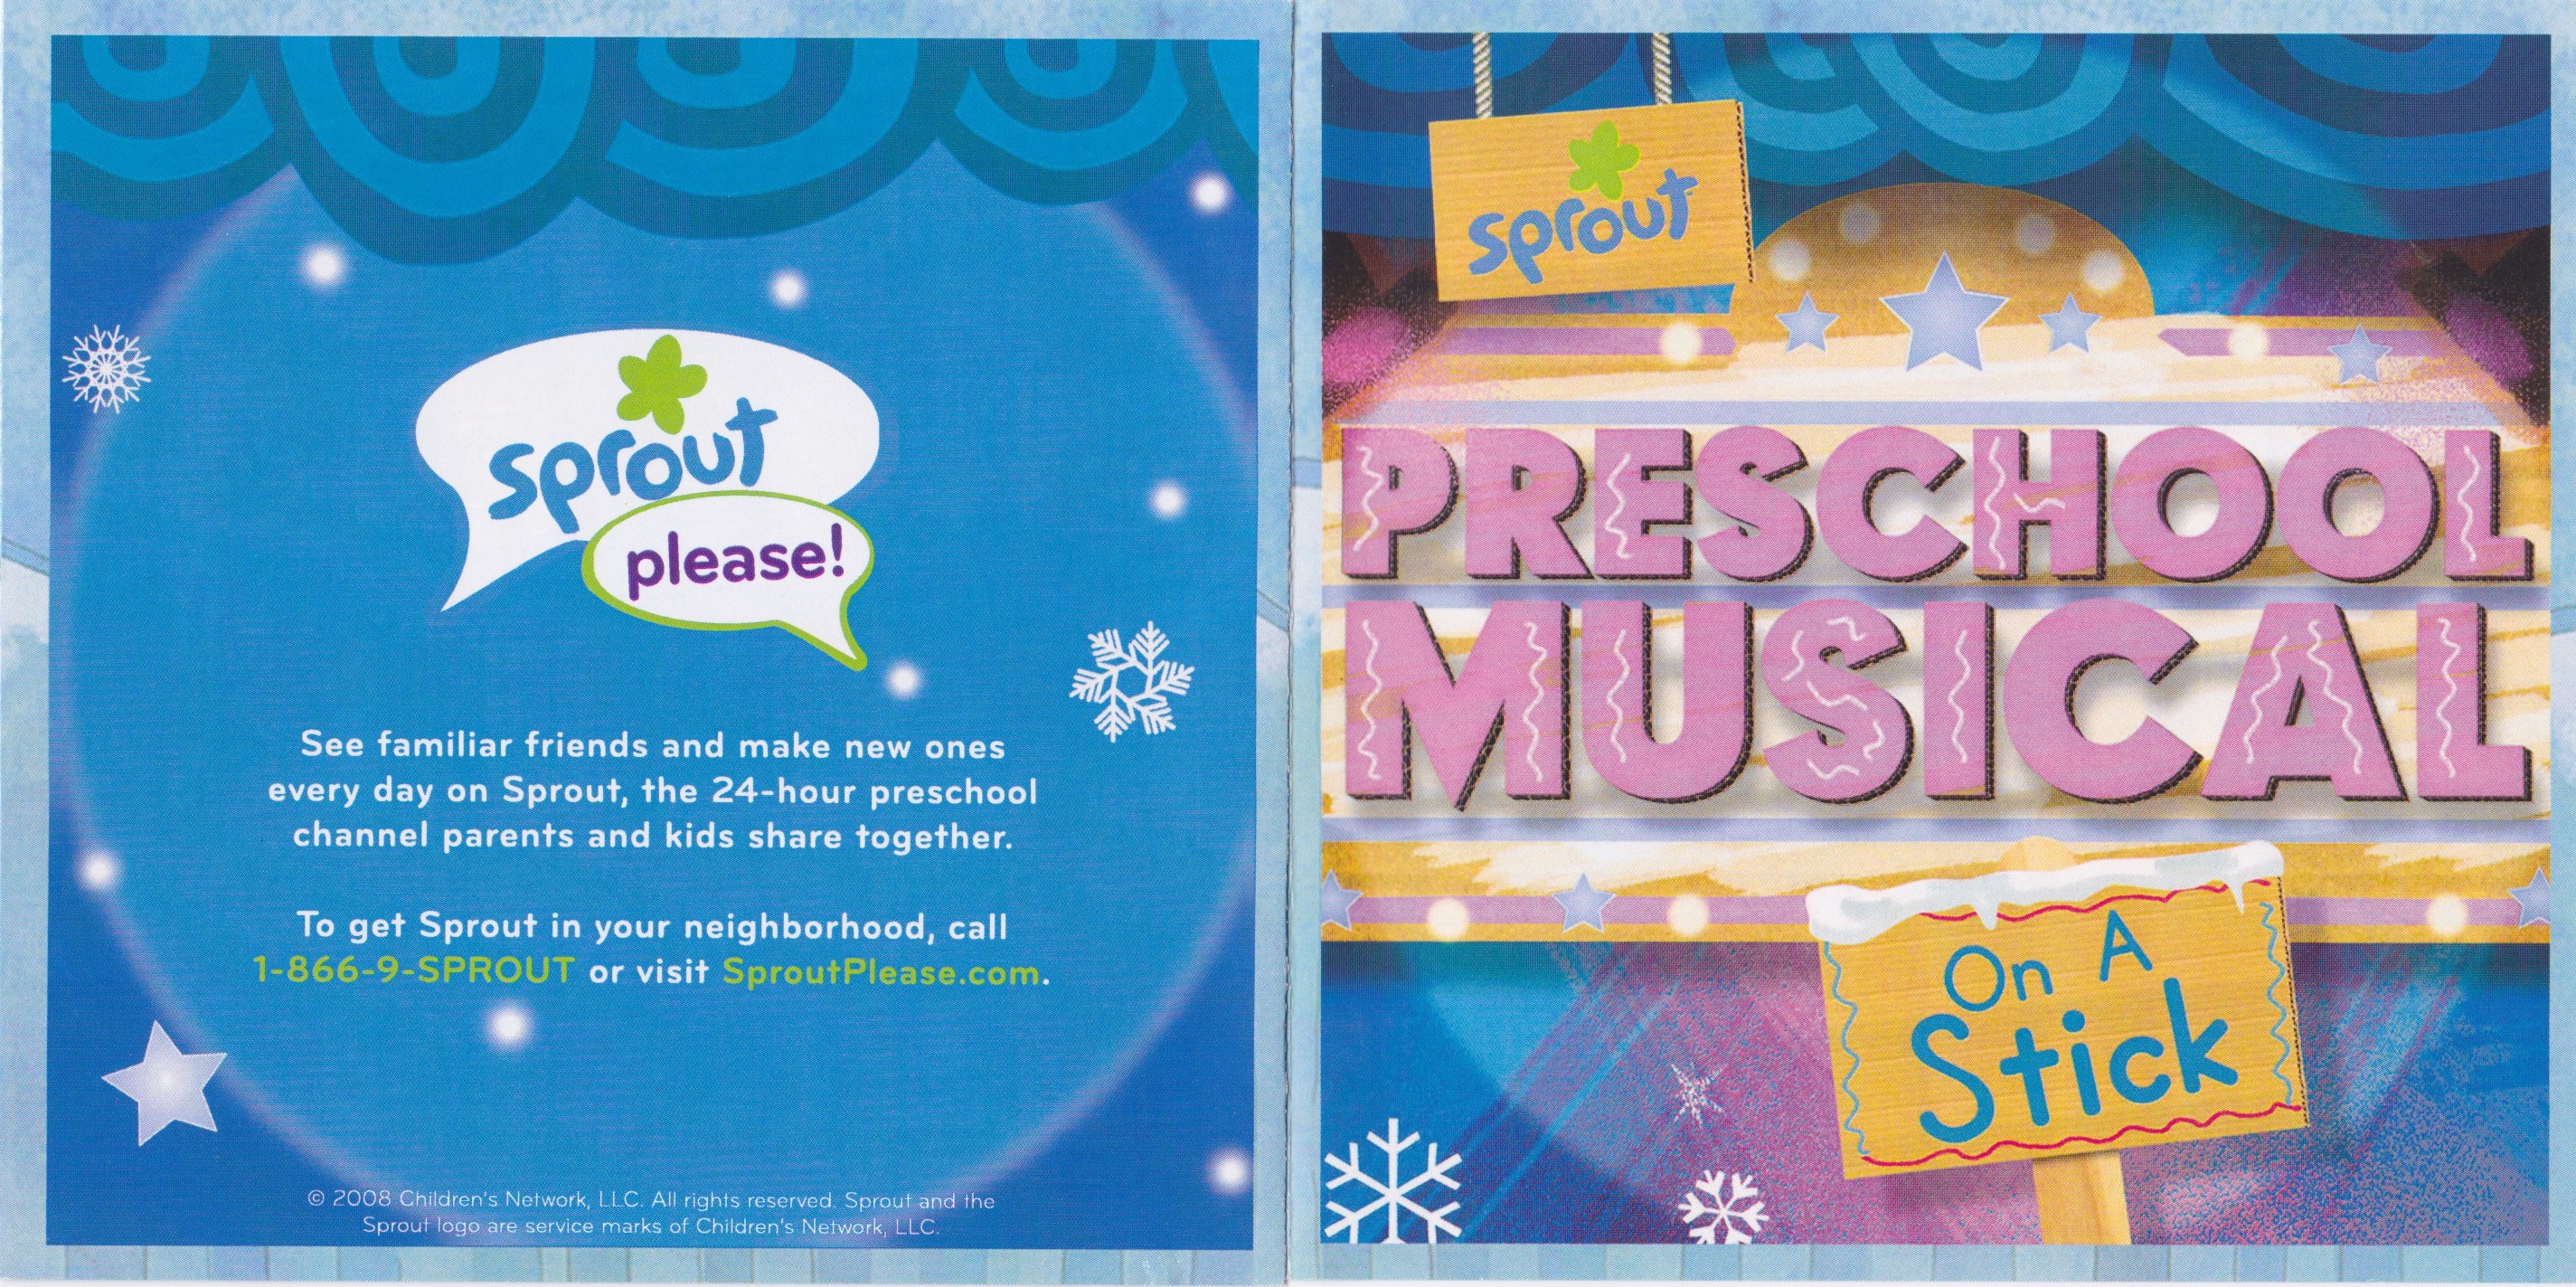 sprout
please!
See familiar friends and make new ones
every day on Sprout, the 24-hour preschool
channel parents and kids share together.
To get Sprout in your neighborhood, call
1-866-9-SPROUT or visit SproutPlease.com.
© 2008 Children's Network, LLC. All rights reserved. Sprout and the
Sprout logo are service marks of Children's Network, LLC.
sprout
PRESCHOOL
MUSICAL
On A
Stick